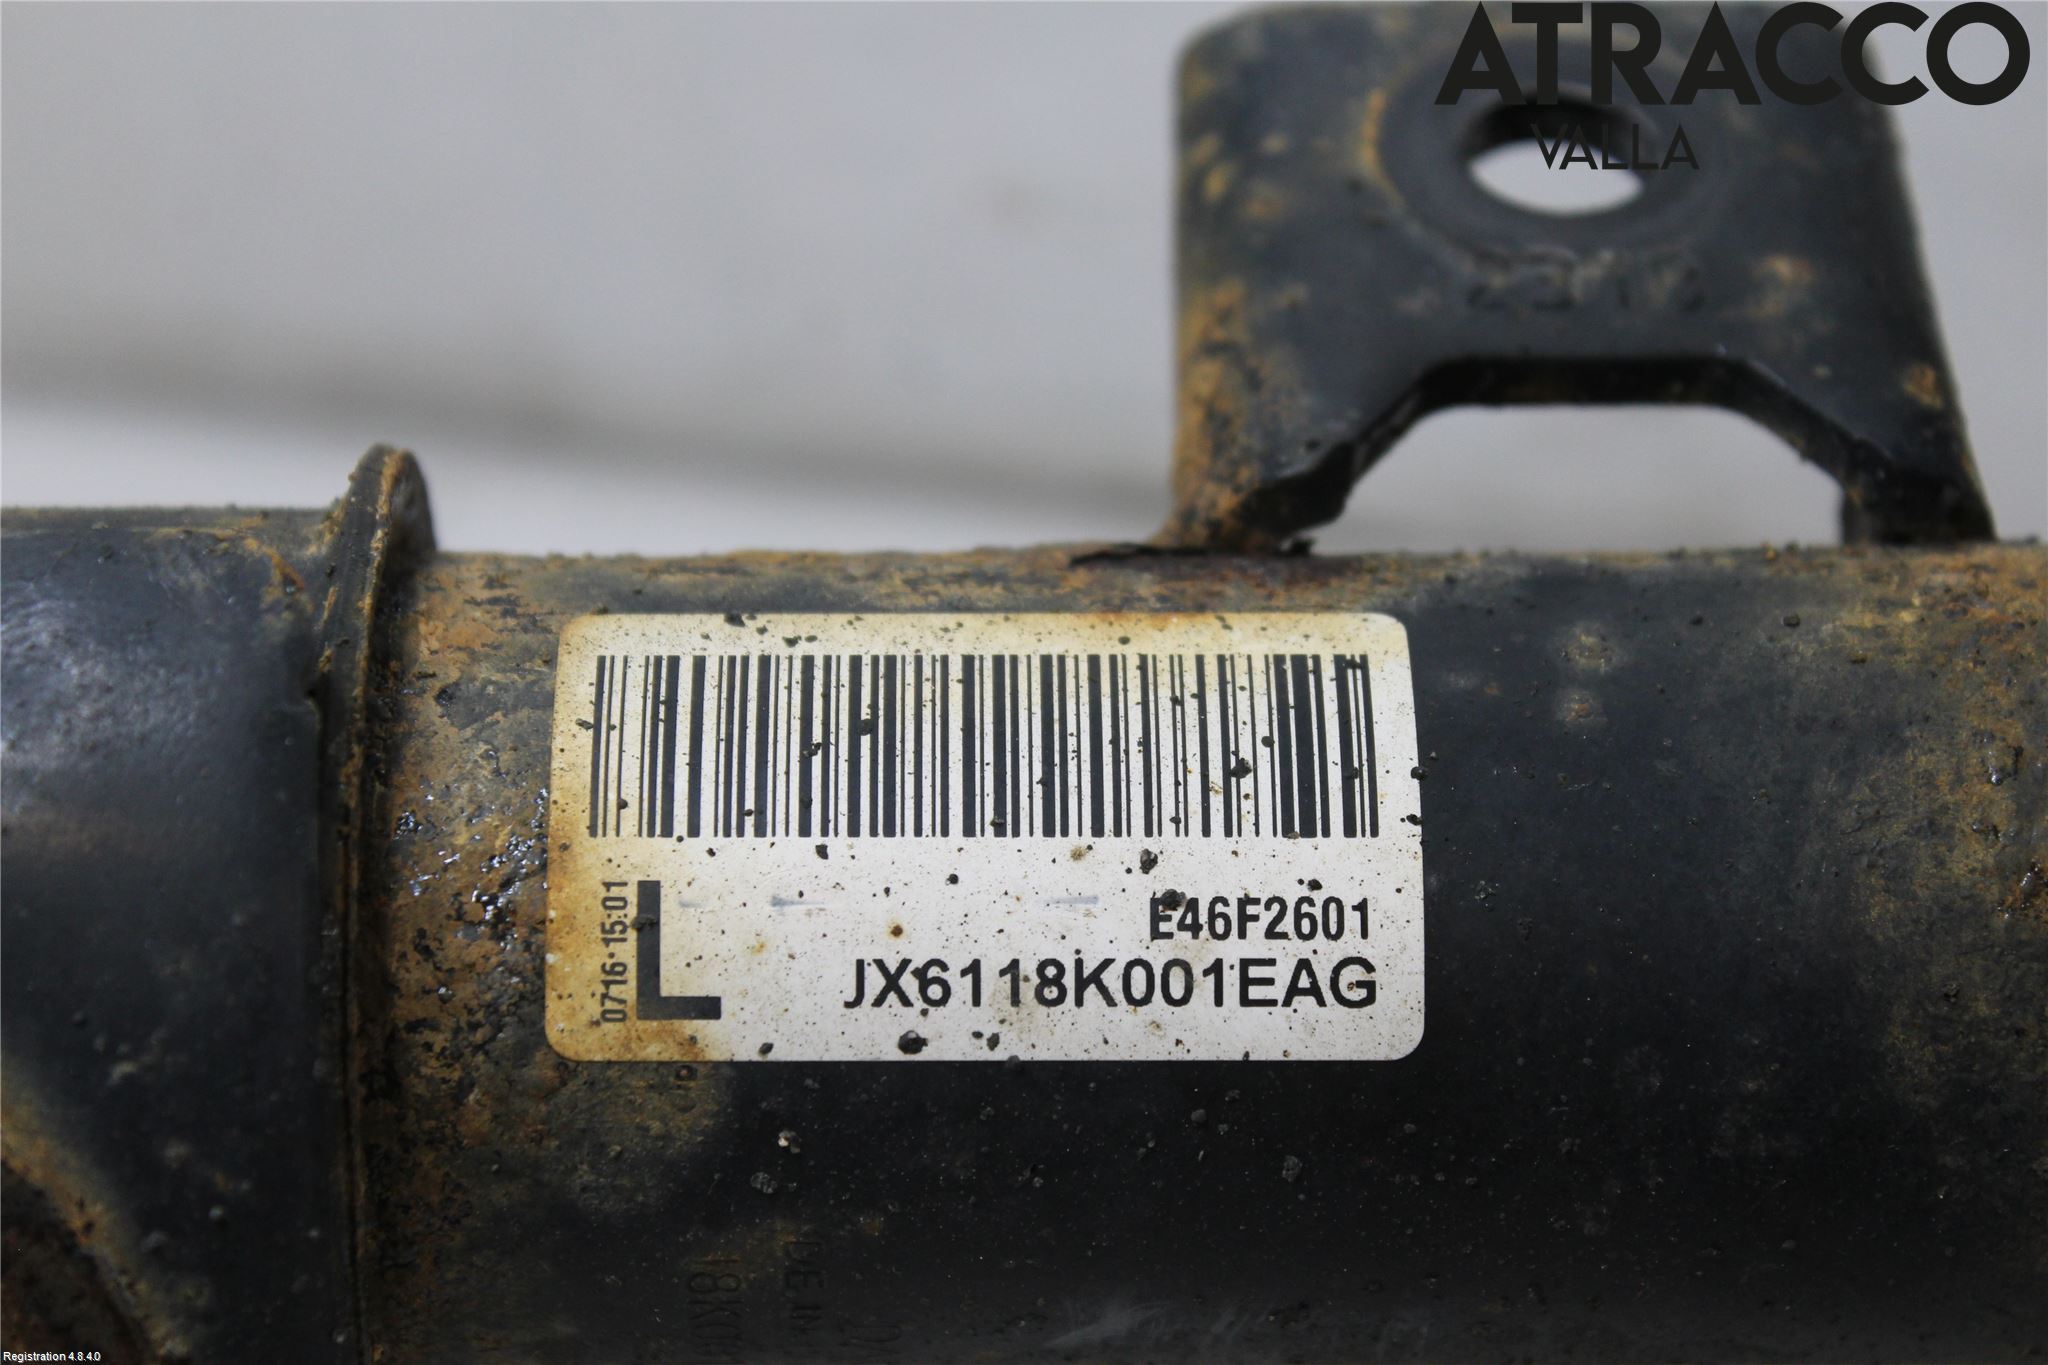 ATRACCO
VALLA
0716 15:01
L
E46F2601
JX6118K001EAG
Registration 4.8.4.0